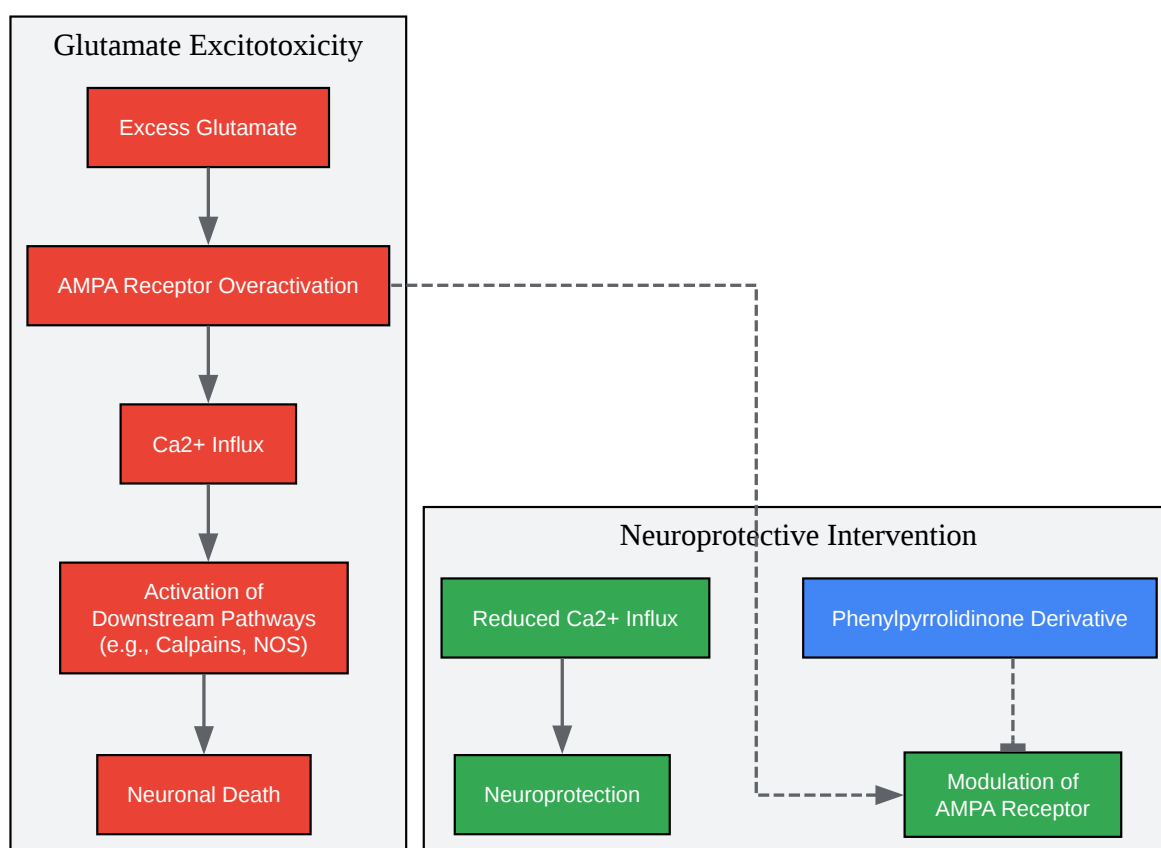 Glutamate Excitotoxicity
Excess Glutamate
AMPA Receptor Overactivation
Ca2+ Influx
Activation of
Downstream Pathways
(e.g., Calpains, NOS)
Neuronal Death
Neuroprotective Intervention
Reduced Ca2+ Influx
Phenylpyrrolidinone Derivative
Neuroprotection
Modulation of
AMPA Receptor